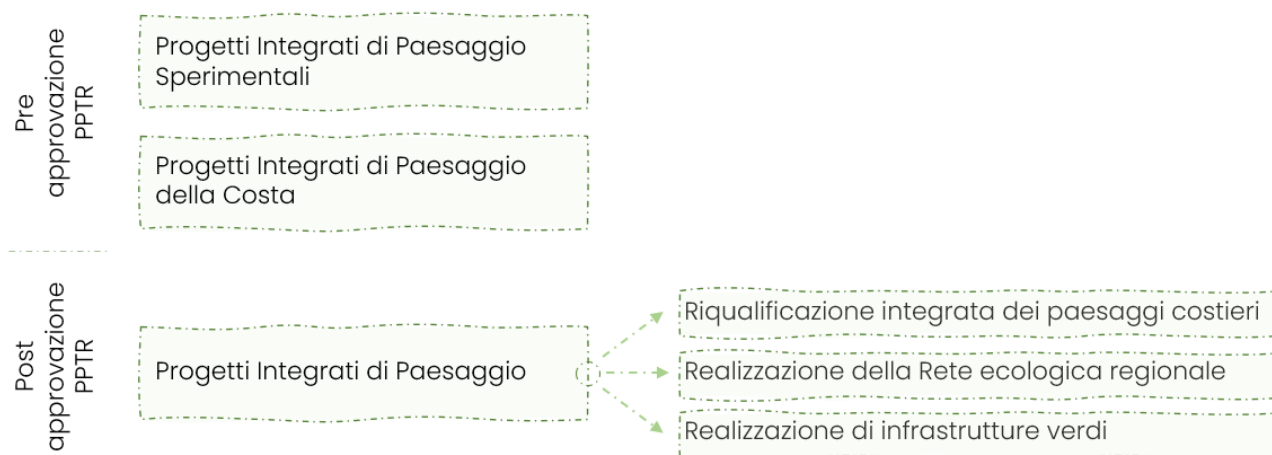 Pre
approvazione
PPTR
Progetti Integrati di Paesaggio
Sperimentali
Progetti Integrati di Paesaggio
della Costa
Post
approvazione
PPTR
Progetti Integrati di Paesaggio
Riqualificazione integrata dei paesaggi costieri
Realizzazione della Rete ecologica regionale
Realizzazione di infrastrutture verdi